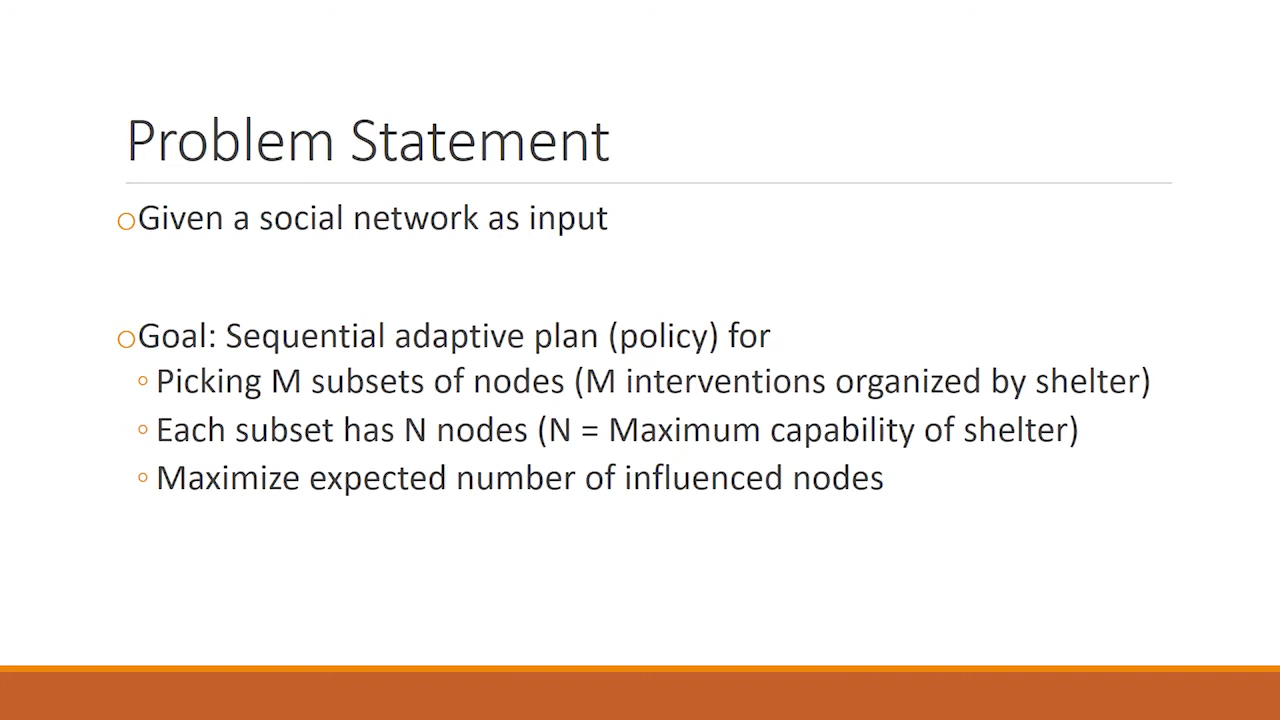 Problem Statement
Given a social network as input
Goal: Sequential adaptive plan (policy) for
Picking M subsets of nodes (M interventions organized by shelter)
Each subset has N nodes (N = Maximum capability of shelter)
Maximize expected number of influenced nodes